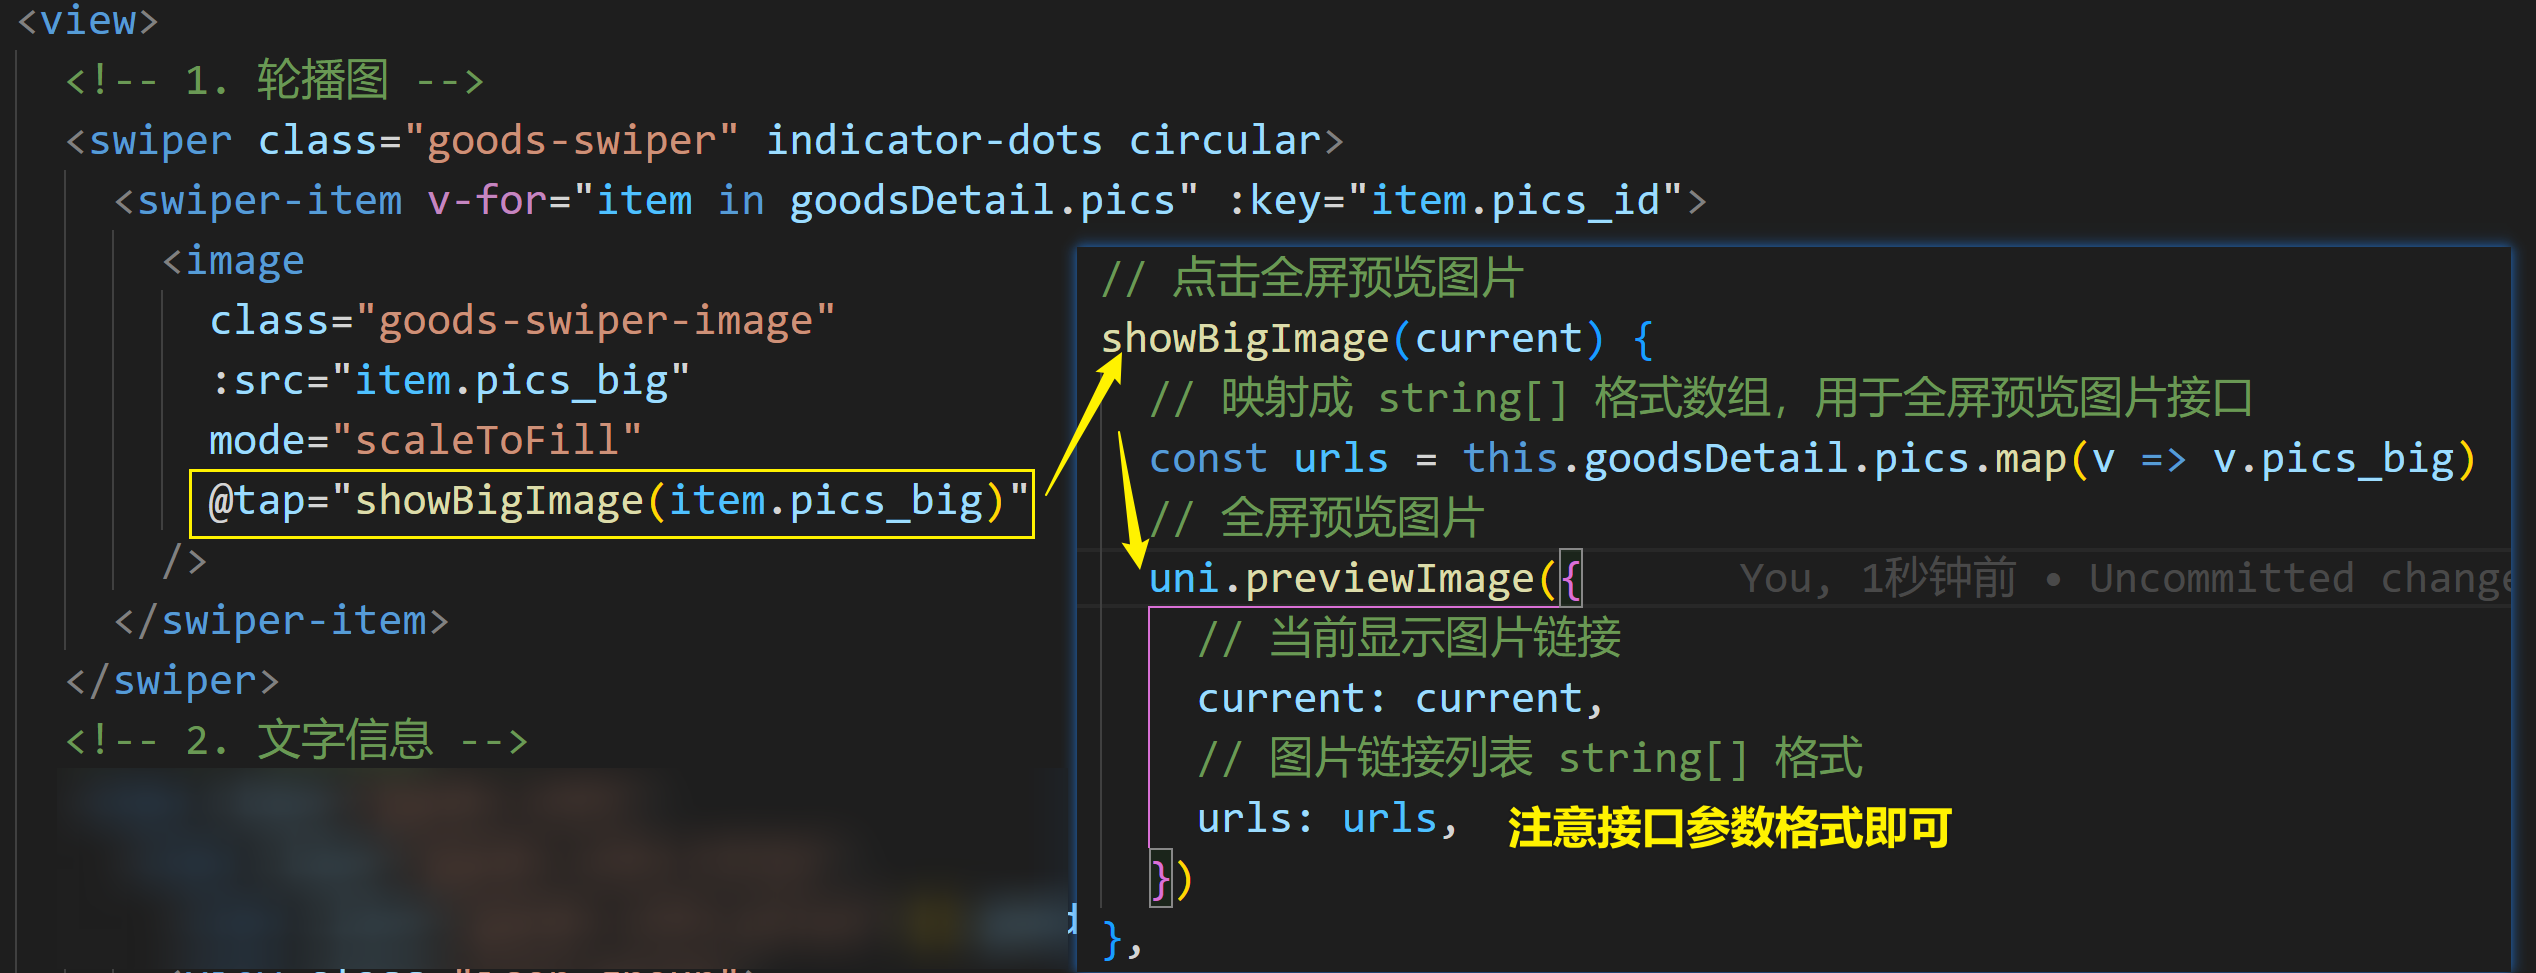 <view>
<!-- 1. 轮播图 -->
<swiper class="goods-swiper" indicator-dots circular>
<swiper-item v-for="item in goodsDetail.pics" :key="item.pics_id">
<image
class="goods-swiper-image"
:src="item.pics_big"
mode="scaleToFill"
@tap="showBigImage(item.pics_big)"
/>
</swiper-item>
</swiper>
<!-- 2. 文字信息 -->
// 点击全屏预览图片
showBigImage(current) {
// 映射成 string[] 格式数组，用于全屏预览图片接口
const urls = this.goodsDetail.pics.map(v => v.pics_big)
// 全屏预览图片
uni.previewImage({
You, 1秒钟前 • Uncommitted change
// 当前显示图片链接
current: current,
// 图片链接列表 string[] 格式
urls: urls,
注意接口参数格式即可
})
},